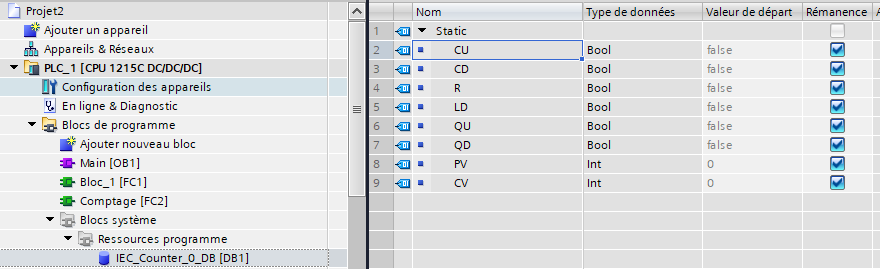 Projet2
Ajouter un appareil
Appareils & Réseaux
PLC_1 [CPU 1215C DC/DC/DC]
Configuration des appareils
En ligne & Diagnostic
Blocs de programme
Ajouter nouveau bloc
Main [OB1]
Bloc_1 [FC1]
Comptage [FC2]
Blocs système
Ressources programme
IEC_Counter_0_DB [DB1]
Nom Type de données Valeur de départ Rémanence A
1 Static
2 CU Bool false
3 CD Bool false
4 R Bool false
5 LD Bool false
6 QU Bool false
7 QD Bool false
8 PV Int 0
9 CV Int 0